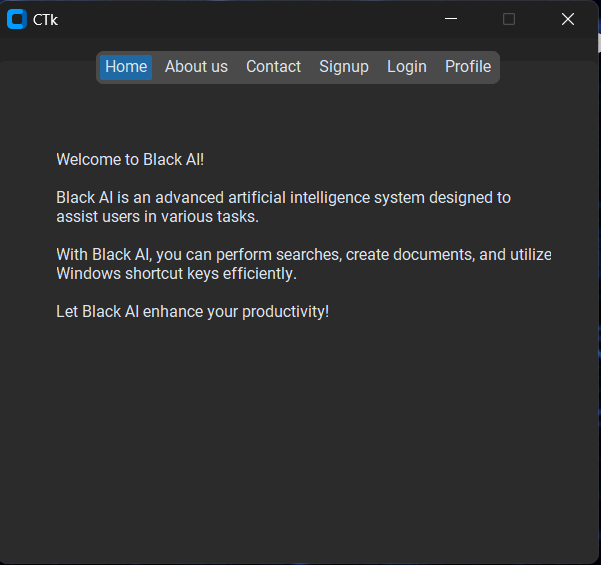 CTk
Home About us Contact Signup Login Profile
Welcome to Black AI!
Black AI is an advanced artificial intelligence system designed to
assist users in various tasks.
With Black AI, you can perform searches, create documents, and utilize
Windows shortcut keys efficiently.
Let Black AI enhance your productivity!